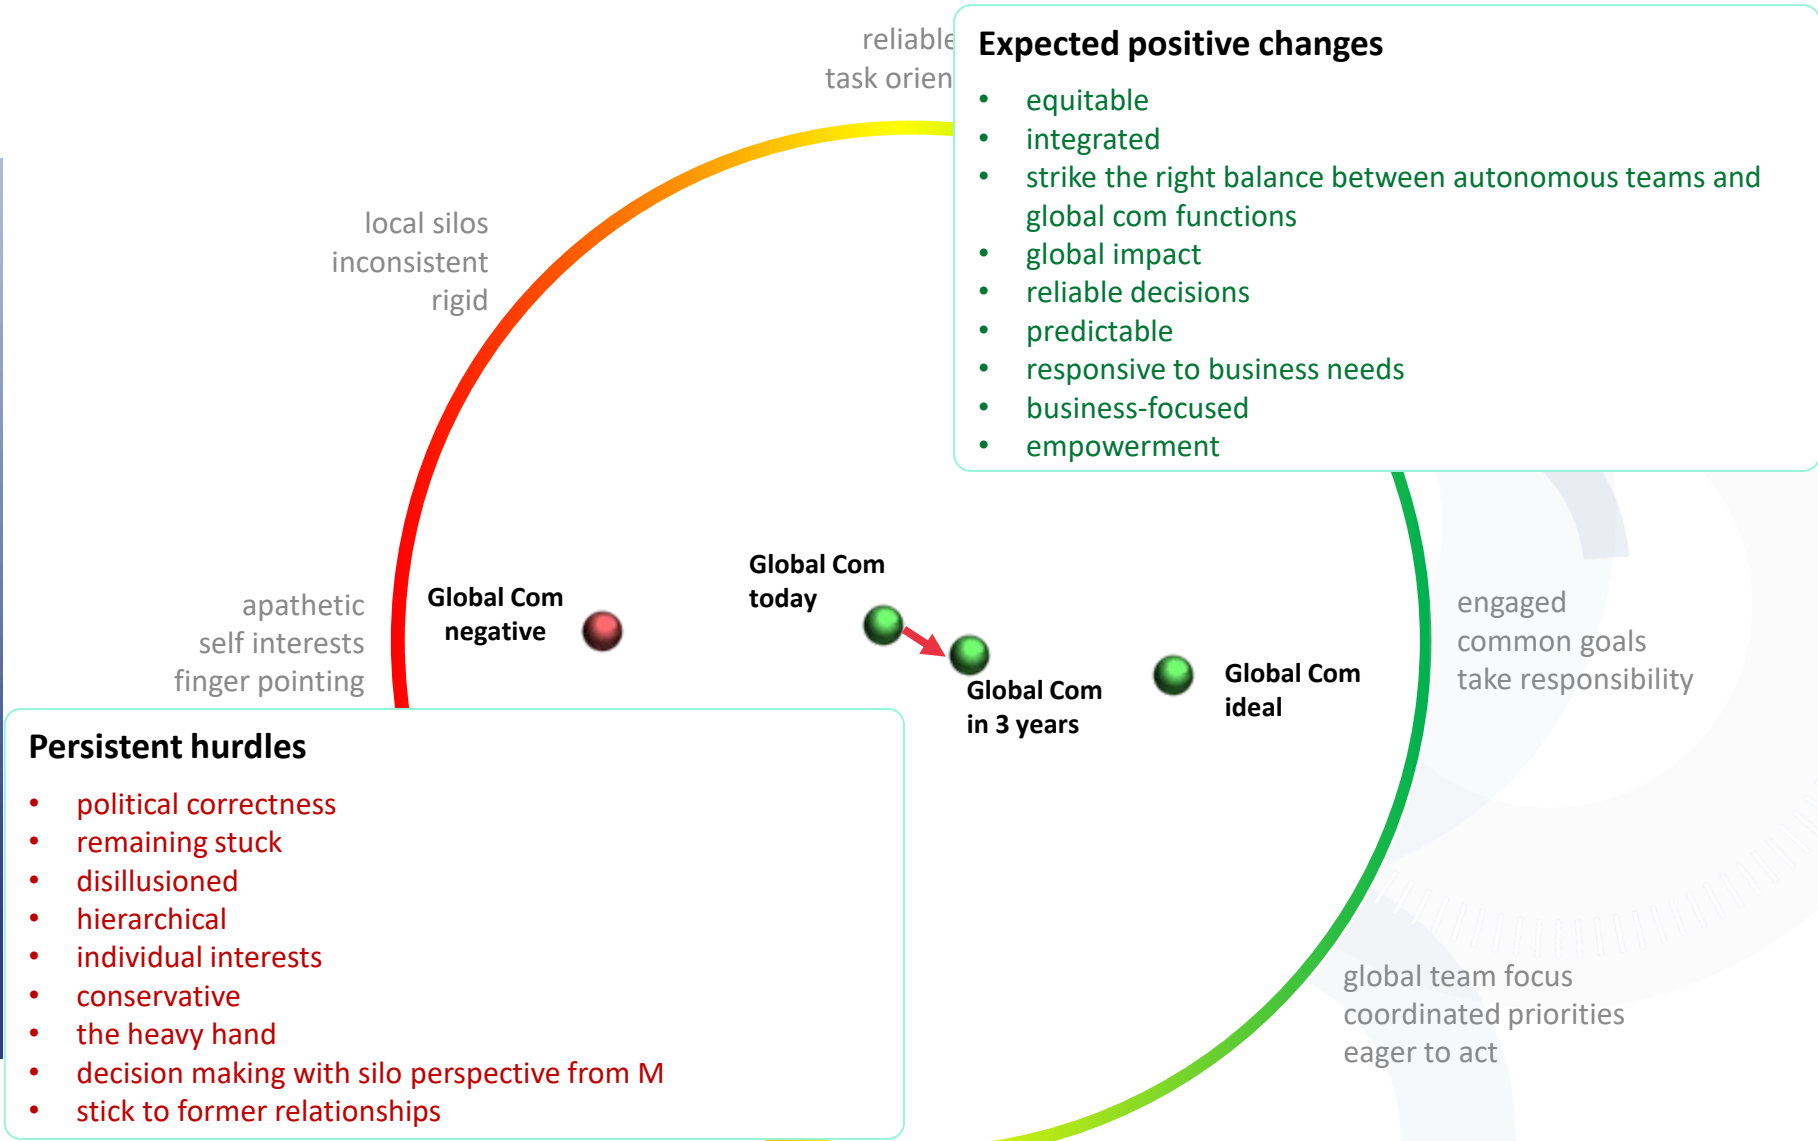 reliable
task orien
Expected positive changes
• equitable
• integrated
• strike the right balance between autonomous teams and
global com functions
• global impact
• reliable decisions
• predictable
• responsive to business needs
• business-focused
• empowerment
local silos
inconsistent
rigid
apathetic
self interests
finger pointing
Global Com
negative
Global Com
today
Global Com
in 3 years
Global Com
ideal
engaged
common goals
take responsibility
Persistent hurdles
• political correctness
• remaining stuck
• disillusioned
• hierarchical
• individual interests
• conservative
• the heavy hand
• decision making with silo perspective from M
• stick to former relationships
global team focus
coordinated priorities
eager to act